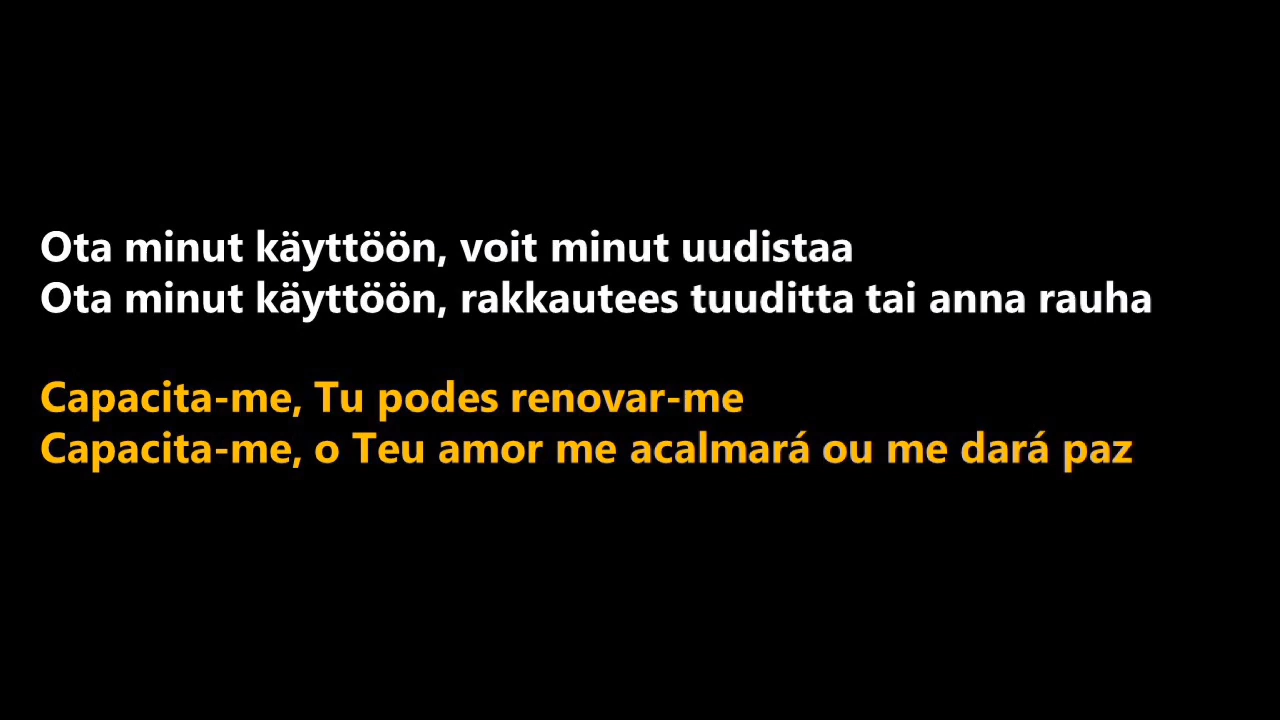 Ota minut käyttöön, voit minut uudistaa
Ota minut käyttöön, rakkautees tuuditta tai anna rauha
Capacita-me, Tu podes renovar-me
Capacita-me, o Teu amor me acalmará ou me dará paz